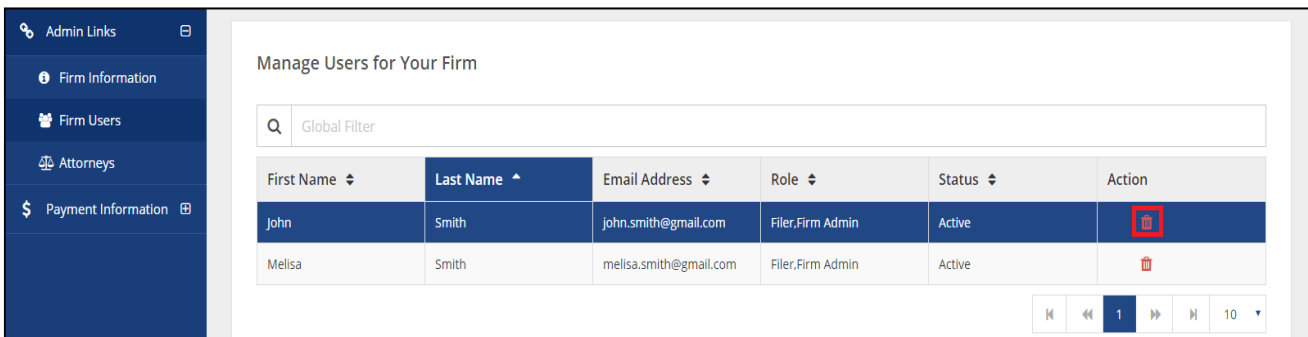 Admin Links
Firm Information
Firm Users
Attorneys
$ Payment Information
Manage Users for Your Firm
Global Filter
First Name Last Name Email Address Role Status Action
John Smith john.smith@gmail.com Filer,Firm Admin Active
Melisa Smith melisa.smith@gmail.com Filer,Firm Admin Active
1 10